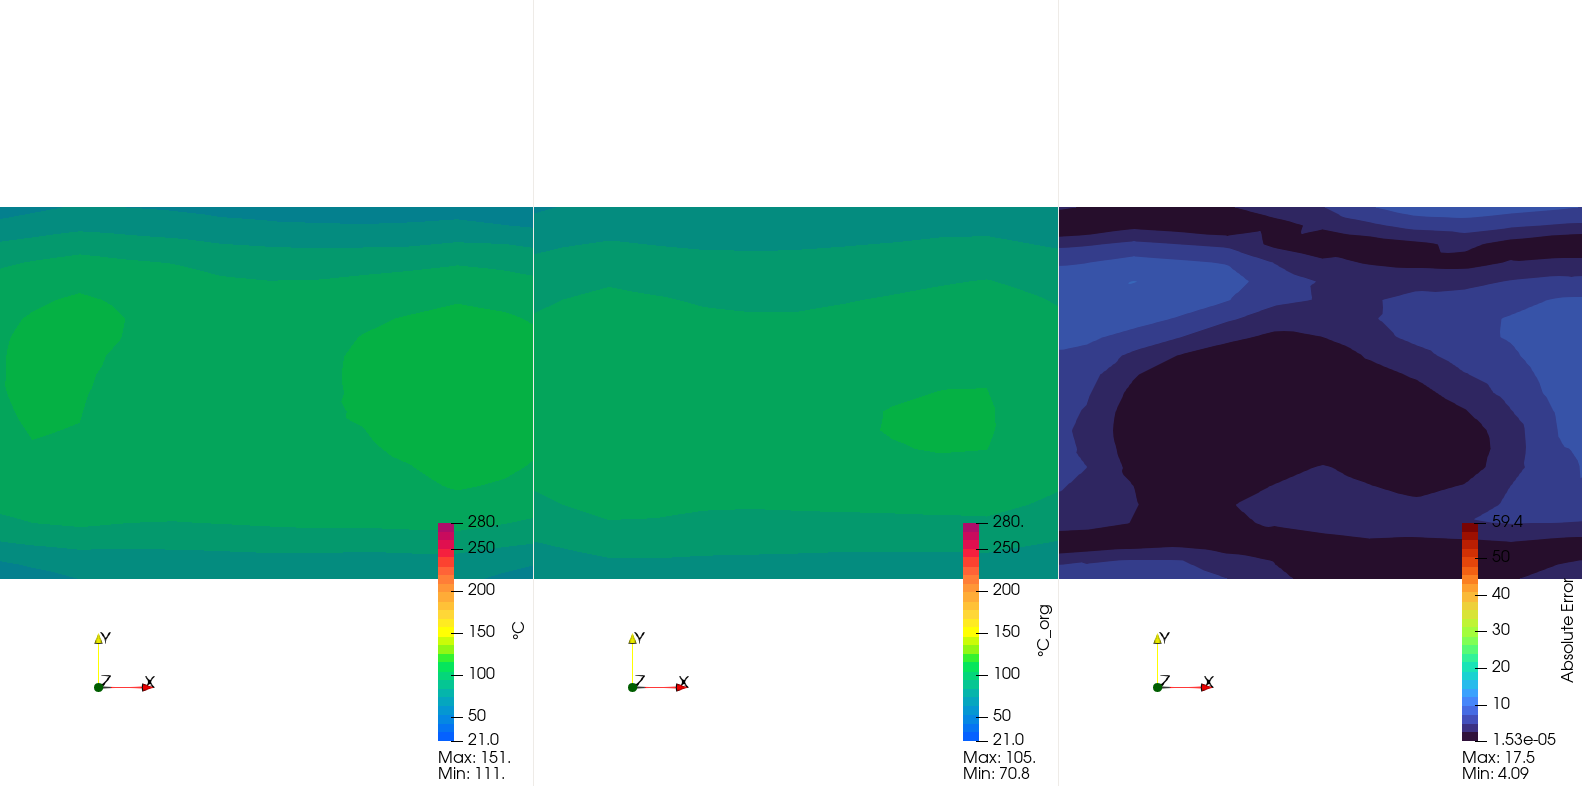 280.
250
200
150
100
50
21.0
°C
Max: 151.
Min: 111.
Y
Z
X
280.
250
200
150
100
50
21.0
°C_org
Max: 105.
Min: 70.8
Y
Z
X
59.4
50
40
30
20
10
1.53e-05
Absolute Error
Max: 17.5
Min: 4.09
Y
Z
X